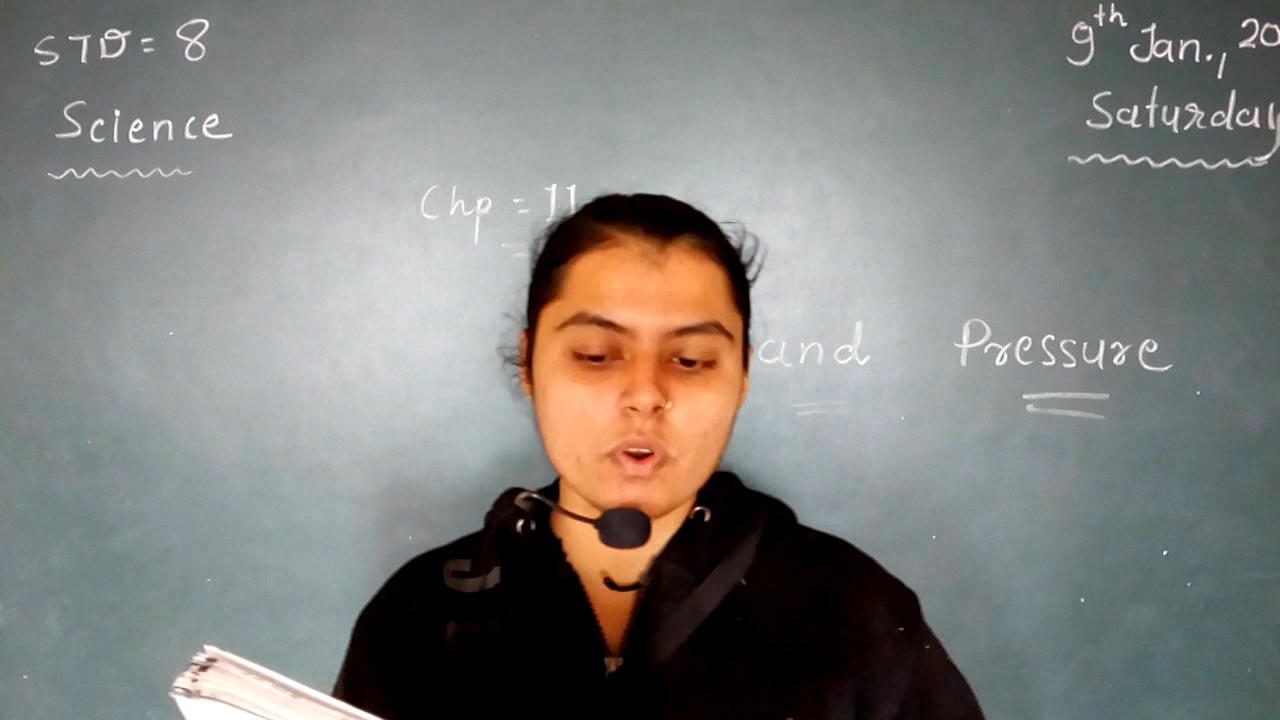 STD = 8
Science
9th Jan., 20
Saturday
Chp = 11
and Pressure